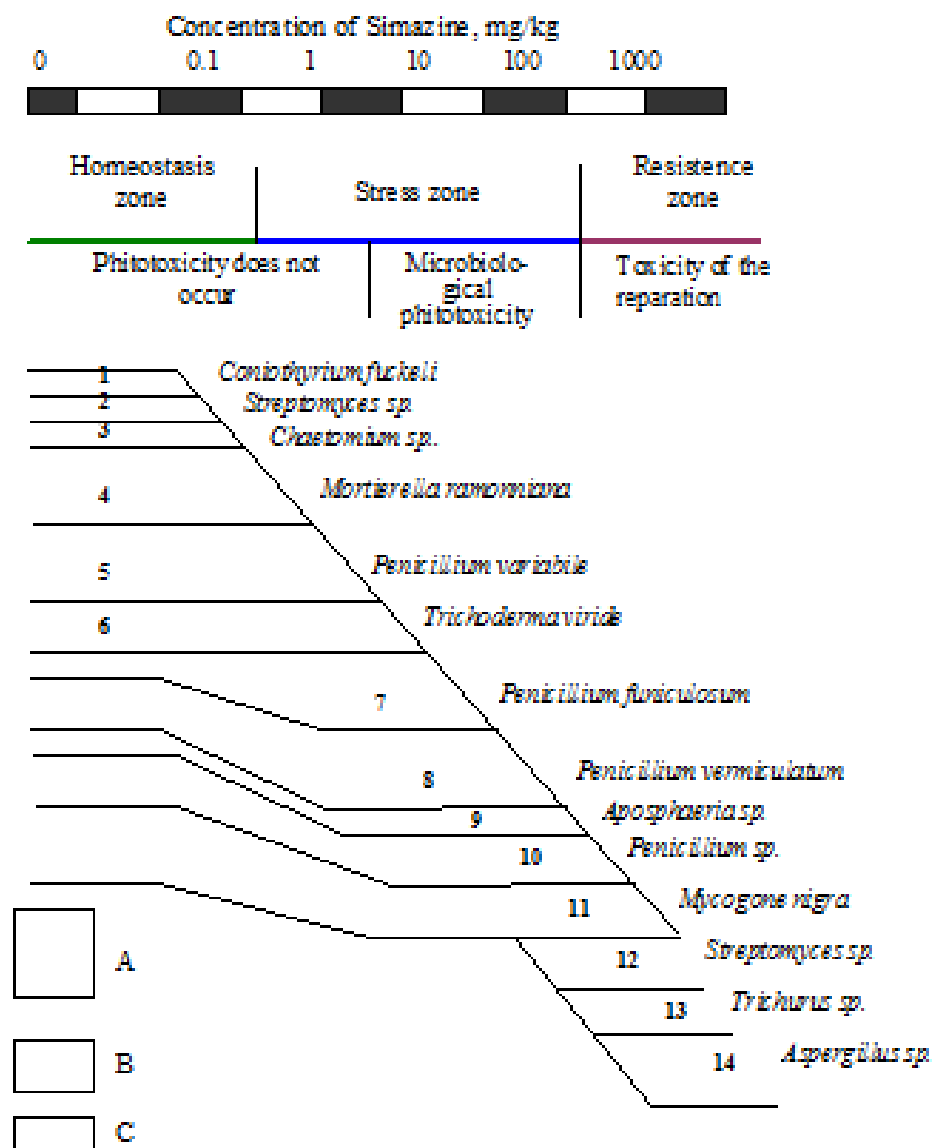 Concentration of Simazine, mg/kg
0 0.1 1 10 100 1000
Homeostasis
zone
Stress zone
Resistence
zone
Phitotoxicity does not
occur
Microbiolo-
gical
phitotoxicity
Toxicity of the
reparation
1 Coniothyrium fuckeli
2 Streptomyces sp.
3 Chaetomium sp.
4 Mortierella ramonniana
5 Penicillium variabile
6 Trichoderma viride
7 Penicillium funiculosum
8 Penicillium vermiculatum
9 Aposphaeria sp.
10 Penicillium sp.
11 Mycogone nigra
12 Streptomyces sp.
13 Trichurus sp.
14 Aspergillus sp.
A
B
C